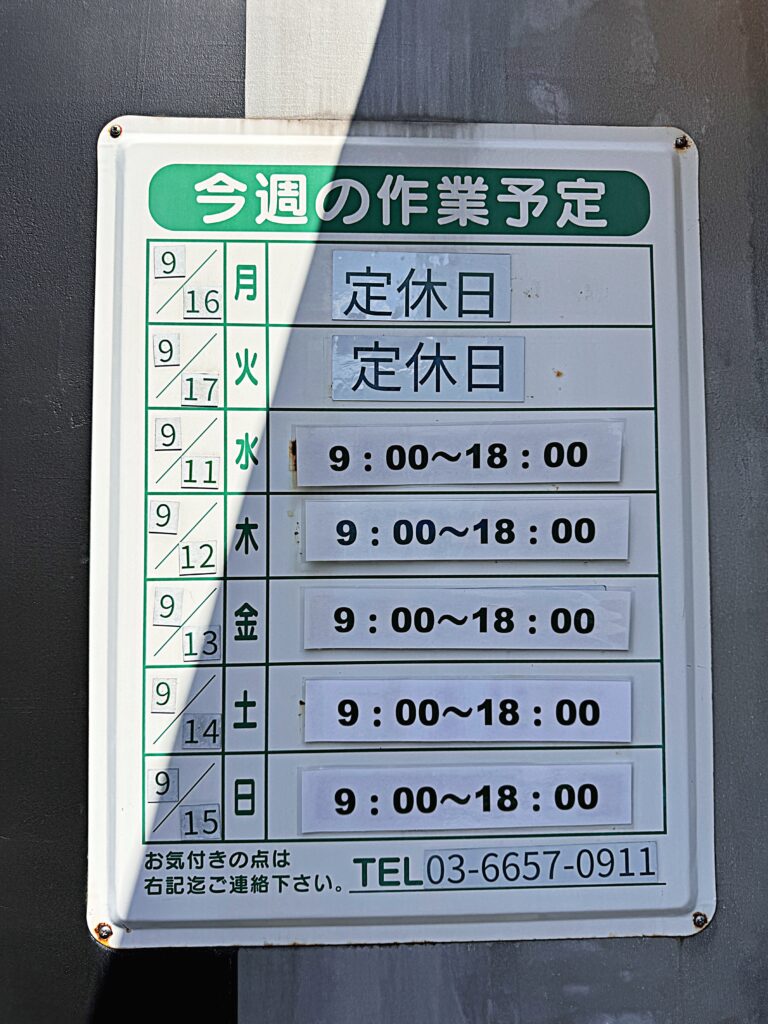 今週の作業予定
9/16 月 定休日
9/17 火 定休日
9/11 水 9：00～18：00
9/12 木 9：00～18：00
9/13 金 9：00～18：00
9/14 土 9：00～18：00
9/15 日 9：00～18：00
お気付きの点は
右記迄ご連絡下さい。 TEL03-6657-0911